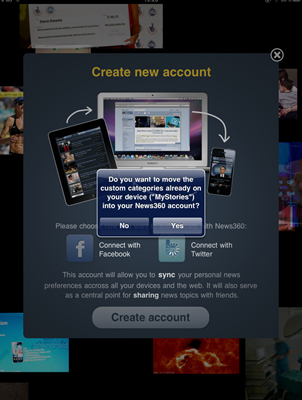 Create new account
Do you want to move the
custom categories already on
your device ("MyStories")
into your News360 account?
No
Yes
Please choo
with News360:
Connect with
Facebook
Connect with
Twitter
This account will allow you to sync your personal news
preferences accross all your devices and the web. It will also serve
as a central point for sharing news topics with friends.
Create account